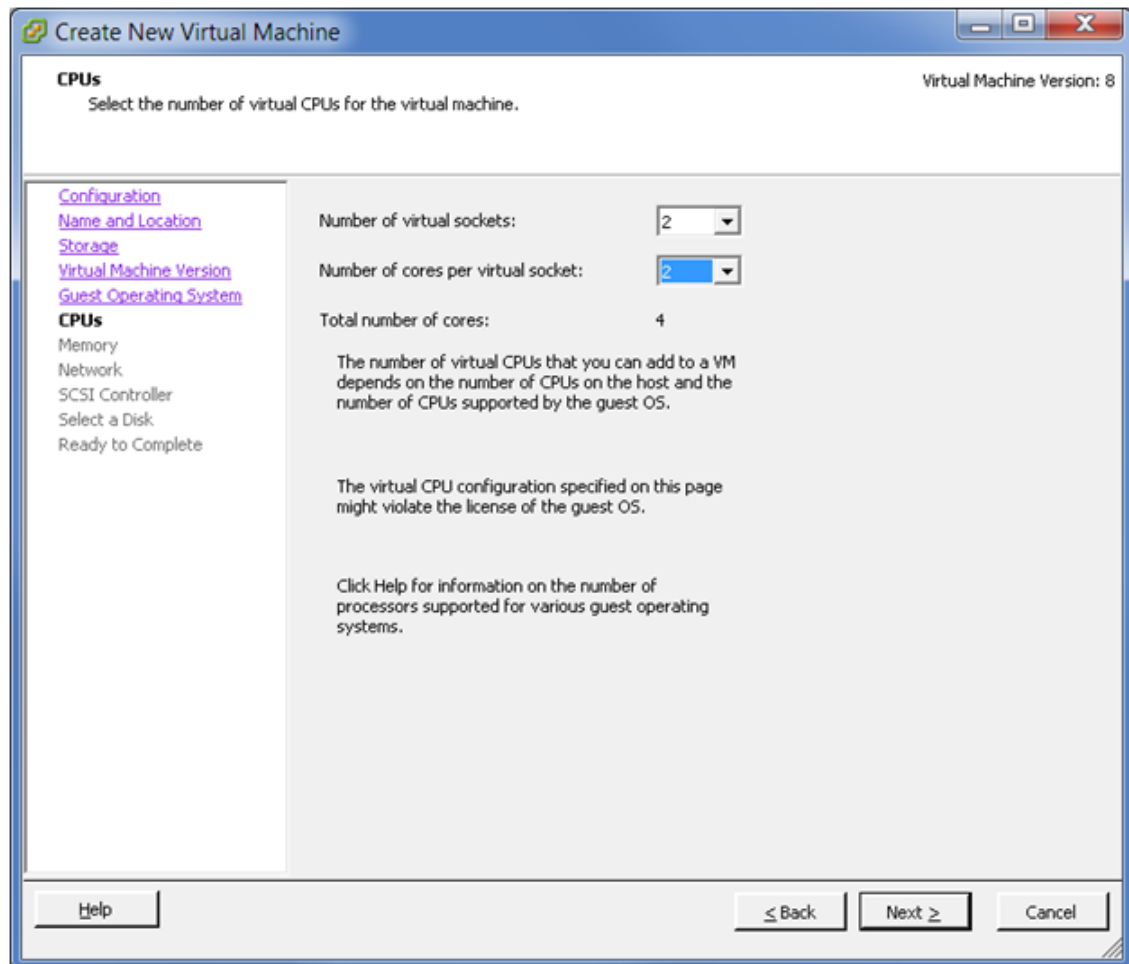 Create New Virtual Machine
CPUs
Virtual Machine Version: 8
Select the number of virtual CPUs for the virtual machine.
Configuration
Name and Location
Storage
Virtual Machine Version
Guest Operating System
CPUs
Memory
Network
SCSI Controller
Select a Disk
Ready to Complete
Number of virtual sockets: 2
Number of cores per virtual socket: 2
Total number of cores: 4
The number of virtual CPUs that you can add to a VM
depends on the number of CPUs on the host and the
number of CPUs supported by the guest OS.
The virtual CPU configuration specified on this page
might violate the license of the guest OS.
Click Help for information on the number of
processors supported for various guest operating
systems.
Help
< Back
Next >
Cancel